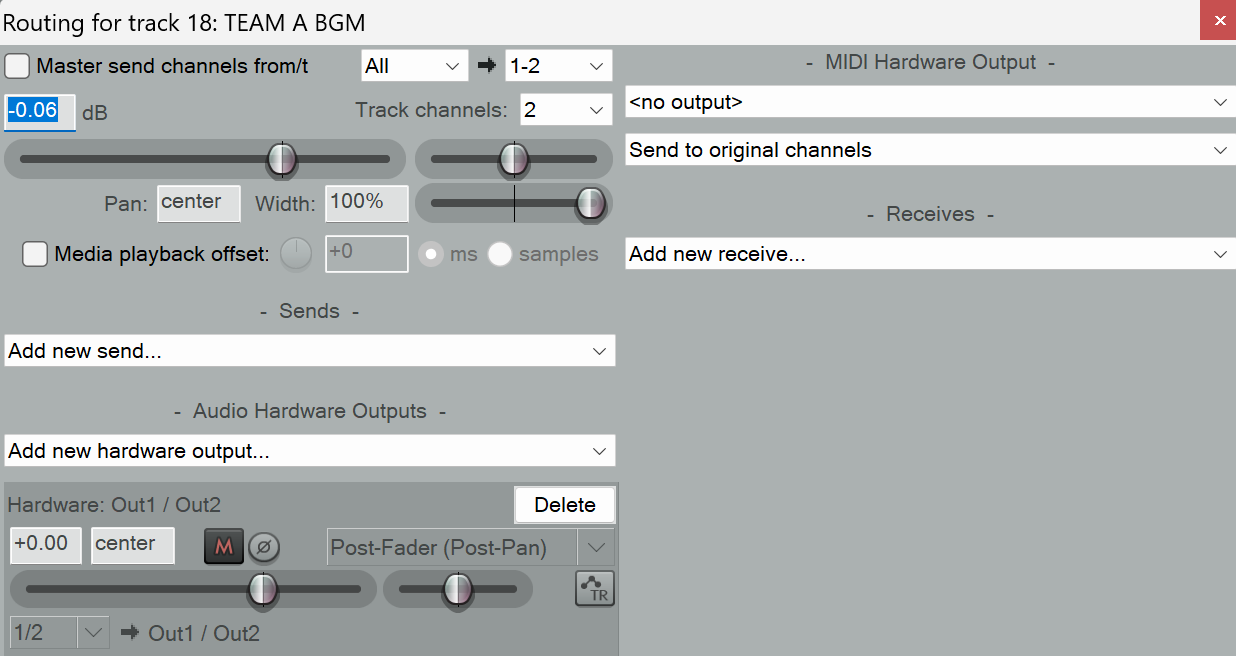 Routing for track 18: TEAM A BGM
Master send channels from/t All 1-2
-0.06 dB Track channels: 2
Pan: center Width: 100%
Media playback offset: +0 ms samples
- Sends -
Add new send...
- Audio Hardware Outputs -
Add new hardware output...
Hardware: Out1 / Out2 Delete
+0.00 center M Ø Post-Fader (Post-Pan)
TR
1/2 Out1 / Out2
- MIDI Hardware Output -
<no output>
Send to original channels
- Receives -
Add new receive...